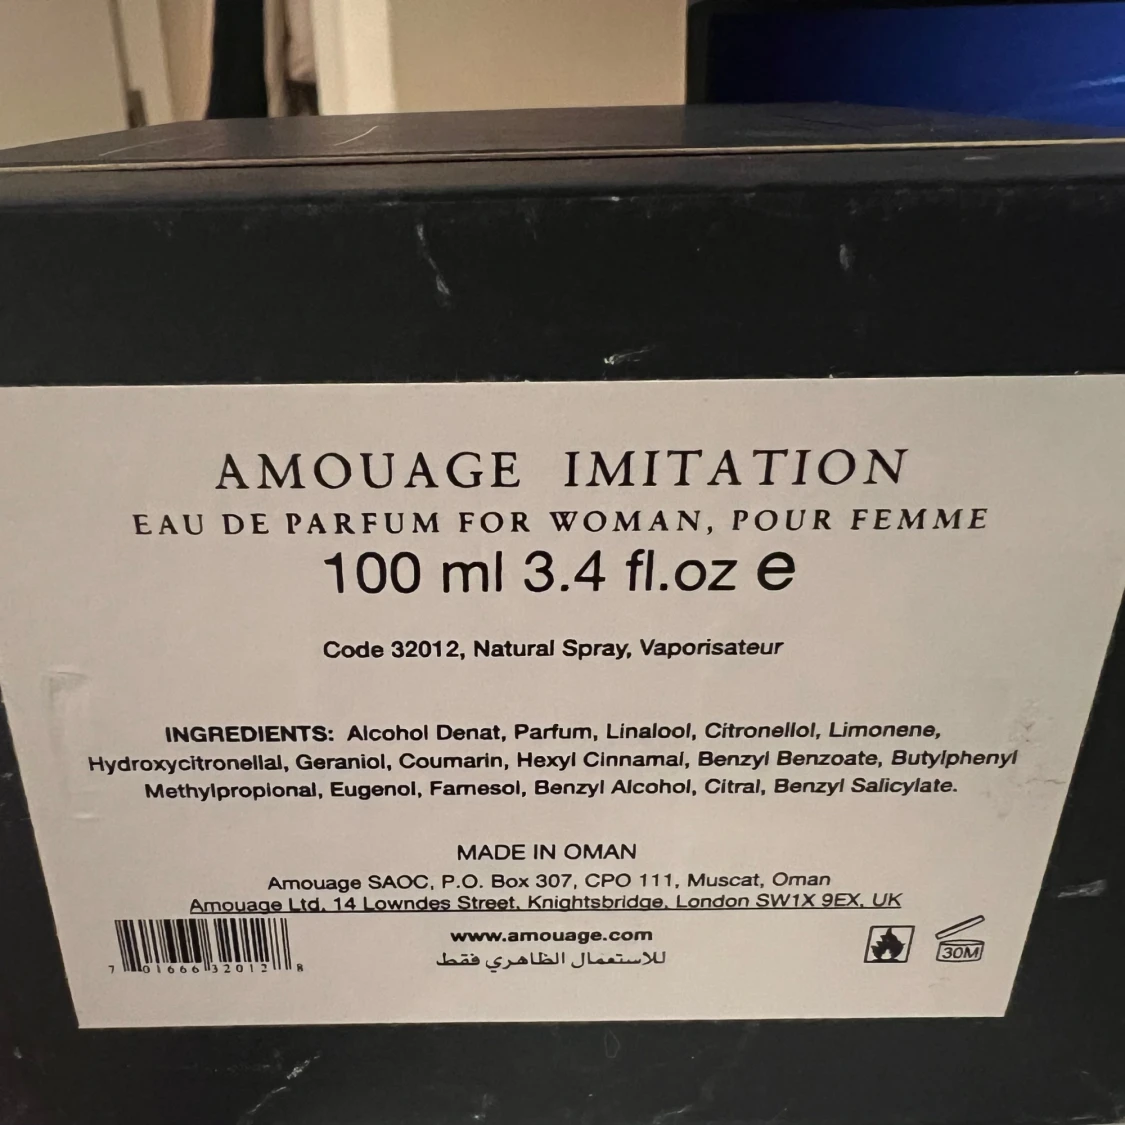 AMOUAGE IMITATION
EAU DE PARFUM FOR WOMAN, POUR FEMME
100 ml 3.4 fl.oz e
Code 32012, Natural Spray, Vaporisateur
INGREDIENTS: Alcohol Denat, Parfum, Linalool, Citronellol, Limonene,
Hydroxycitronellal, Geraniol, Coumarin, Hexyl Cinnamal, Benzyl Benzoate, Butylphenyl
Methylpropional, Eugenol, Farnesol, Benzyl Alcohol, Citral, Benzyl Salicylate.
MADE IN OMAN
Amouage SAOC, P.O. Box 307, CPO 111, Muscat, Oman
Amouage Ltd, 14 Lowndes Street, Knightsbridge, London SW1X 9EX, UK
www.amouage.com
للاستعمال الظاهري فقط
7 01666 32012 8
30M